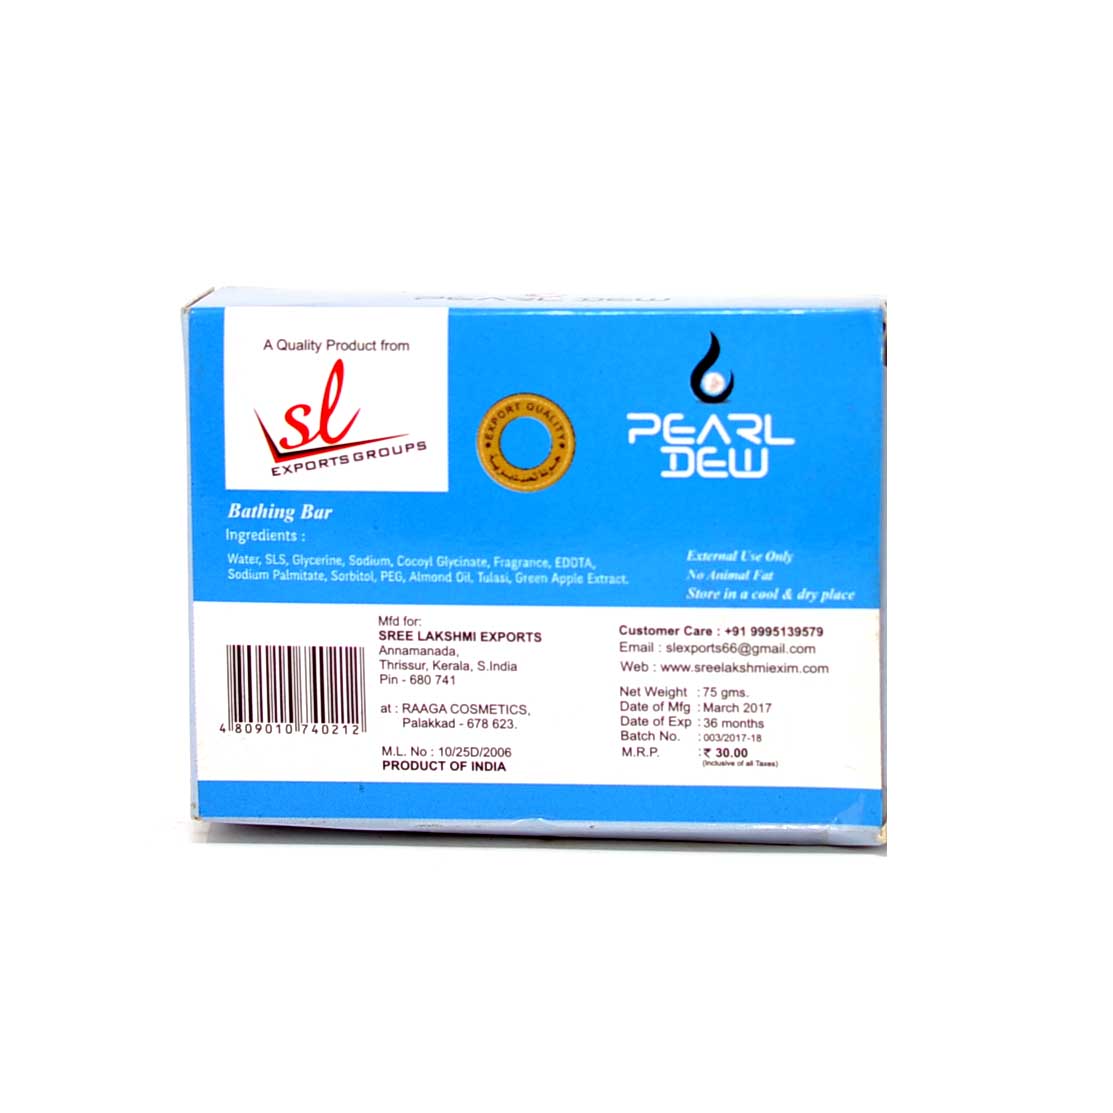 A Quality Product from
sl
EXPORTS GROUPS
EXPORT QUALITY
PEARL
DEW
Bathing Bar
Ingredients :
Water, SLS, Glycerine, Sodium, Cocoyl Glycinate, Fragrance, EDDTA,
Sodium Palmitate, Sorbitol, PEG, Almond Oil, Tulasi, Green Apple Extract.
External Use Only
No Animal Fat
Store in a cool & dry place
4 809010 740212
Mfd for:
SREE LAKSHMI EXPORTS
Annamanada,
Thrissur, Kerala, S.India
Pin - 680 741
at : RAAGA COSMETICS,
Palakkad - 678 623.
M.L. No : 10/25D/2006
PRODUCT OF INDIA
Customer Care : +91 9995139579
Email : slexports66@gmail.com
Web : www.sreelakshmiexim.com
Net Weight : 75 gms.
Date of Mfg : March 2017
Date of Exp : 36 months
Batch No. : 003/2017-18
M.R.P. : ₹ 30.00
(Inclusive of all Taxes)